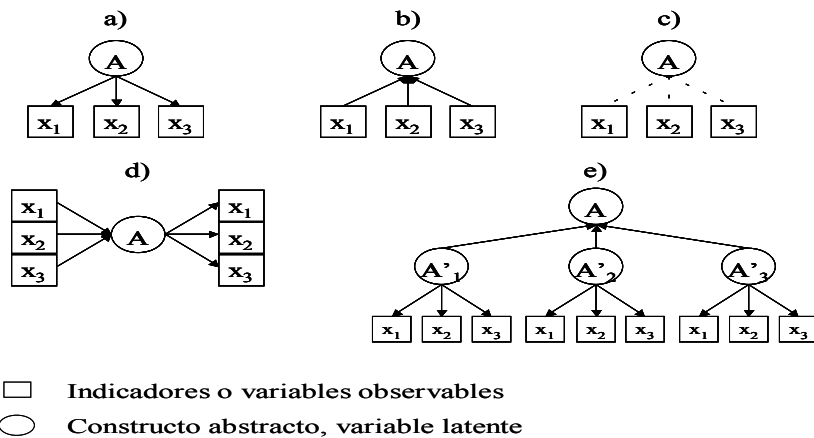 a) b) c)
A A A
x₁ x₂ x₃ x₁ x₂ x₃ x₁ x₂ x₃
d) e)
x₁ x₁ A
x₂ A x₂
x₃ x₃ A’₁ A’₂ A’₃
x₁ x₂ x₃ x₁ x₂ x₃ x₁ x₂ x₃
Indicadores o variables observables
Constructo abstracto, variable latente